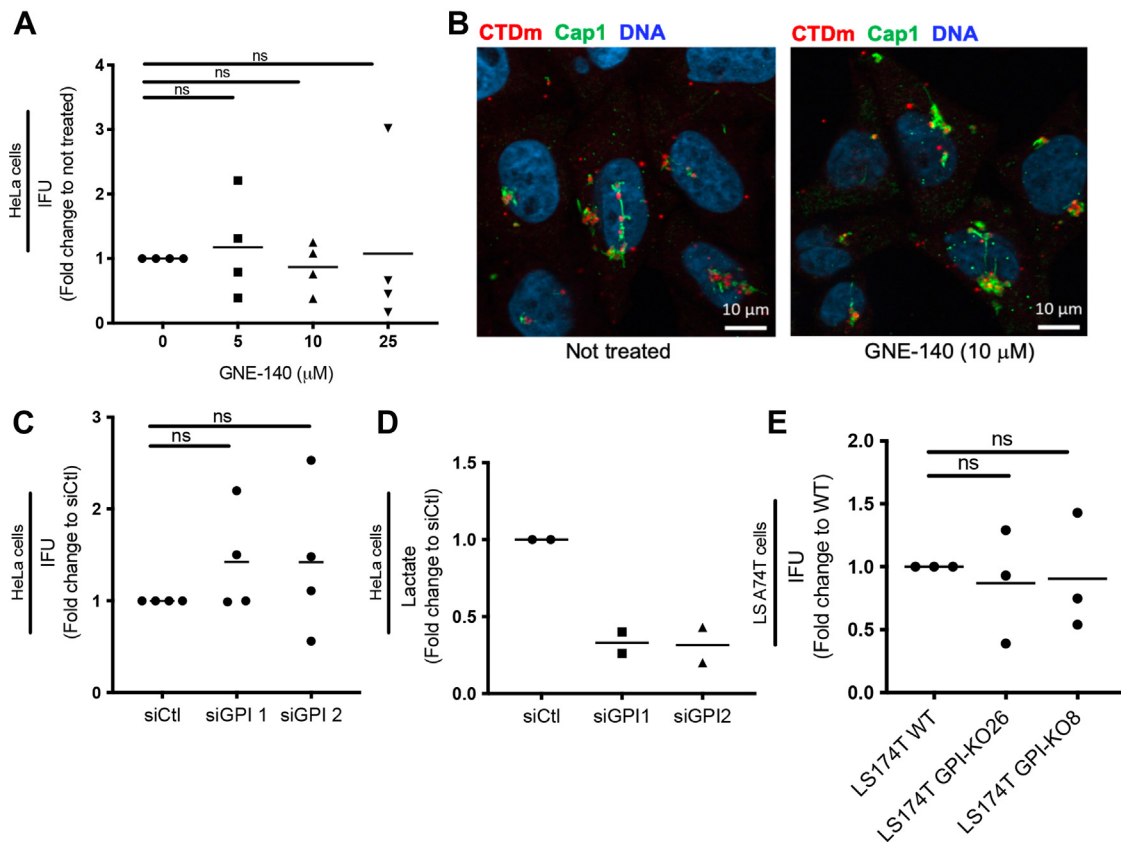 A
HeLa cells
IFU
(Fold change to not treated)
4
3
2
1
0
ns
ns
ns
0 5 10 25
GNE-140 (μM)
B
CTDm Cap1 DNA
CTDm Cap1 DNA
10 μm
10 μm
Not treated
GNE-140 (10 μM)
C
HeLa cells
IFU
(Fold change to siCtl)
3
2
1
0
ns
ns
siCtl siGPI 1 siGPI 2
D
HeLa cells
Lactate
(Fold change to siCtl)
1.5
1.0
0.5
0.0
siCtl siGPI1 siGPI2
E
LS A74T cells
IFU
(Fold change to WT)
2.0
1.5
1.0
0.5
0.0
ns
ns
LS174T WT
LS174T GPI-KO26
LS174T GPI-KO8